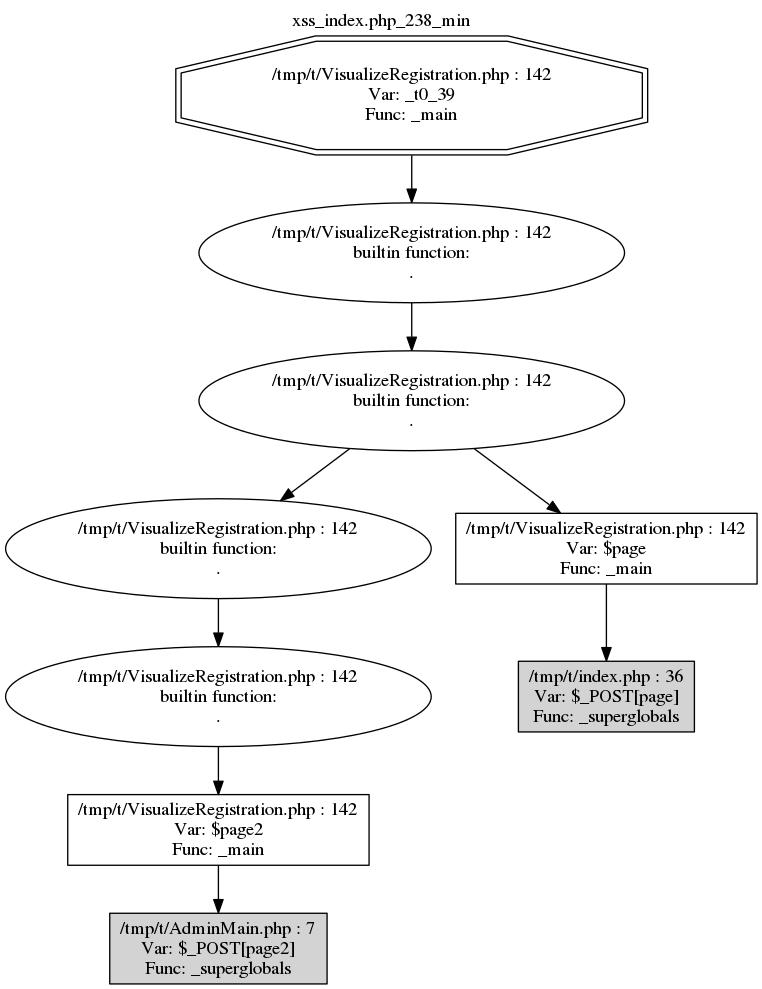 xss_index.php_238_min
/tmp/t/VisualizeRegistration.php : 142
Var: _t0_39
Func: _main
/tmp/t/VisualizeRegistration.php : 142
builtin function:
.
/tmp/t/VisualizeRegistration.php : 142
builtin function:
.
/tmp/t/VisualizeRegistration.php : 142
builtin function:
.
/tmp/t/VisualizeRegistration.php : 142
Var: $page
Func: _main
/tmp/t/VisualizeRegistration.php : 142
builtin function:
.
/tmp/t/index.php : 36
Var: $_POST[page]
Func: _superglobals
/tmp/t/VisualizeRegistration.php : 142
Var: $page2
Func: _main
/tmp/t/AdminMain.php : 7
Var: $_POST[page2]
Func: _superglobals